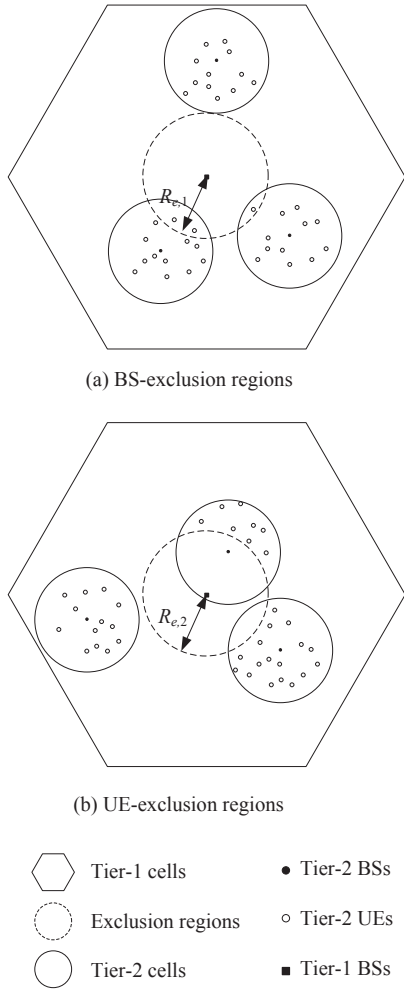 R_{e,1}
(a) BS-exclusion regions
R_{e,2}
(b) UE-exclusion regions
Tier-1 cells
Tier-2 BSs
Exclusion regions
Tier-2 UEs
Tier-2 cells
Tier-1 BSs